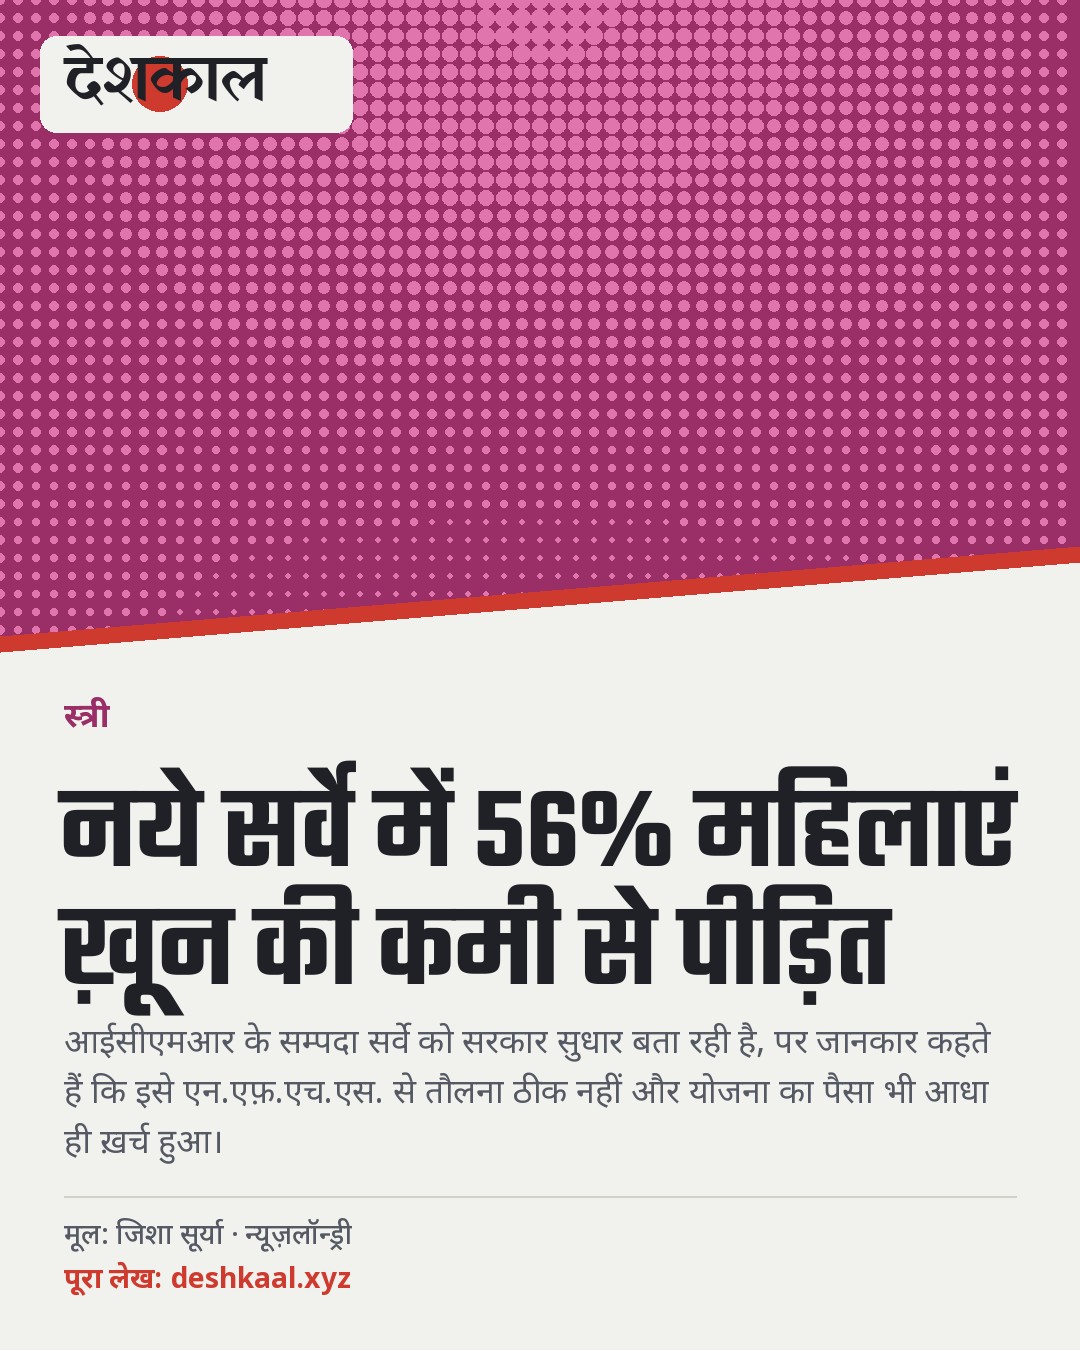 देशकाल
स्त्री
नये सर्वे में 56% महिलाएं
ख़ून की कमी से पीड़ित
आईसीएमआर के सम्पदा सर्वे को सरकार सुधार बता रही है, पर जानकार कहते
हैं कि इसे एन.एफ़.एच.एस. से तौलना ठीक नहीं और योजना का पैसा भी आधा
ही ख़र्च हुआ।
मूल: जिशा सूर्या · न्यूज़लॉन्ड्री
पूरा लेख: deshkaal.xyz